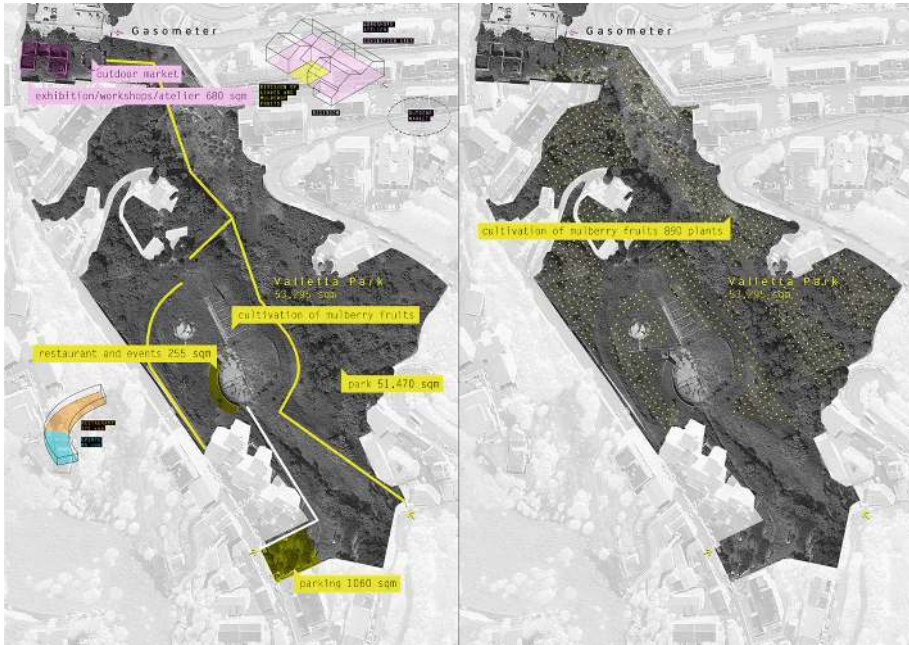 Gasometer
outdoor market
exhibition/workshops/atelier 680 sqm
Valletta Park
53.295 sqm
cultivation of mulberry fruits
restaurant and events 255 sqm
park 51.470 sqm
parking 1060 sqm
Gasometer
cultivation of mulberry fruits 890 plants
Valletta Park
53.295 sqm